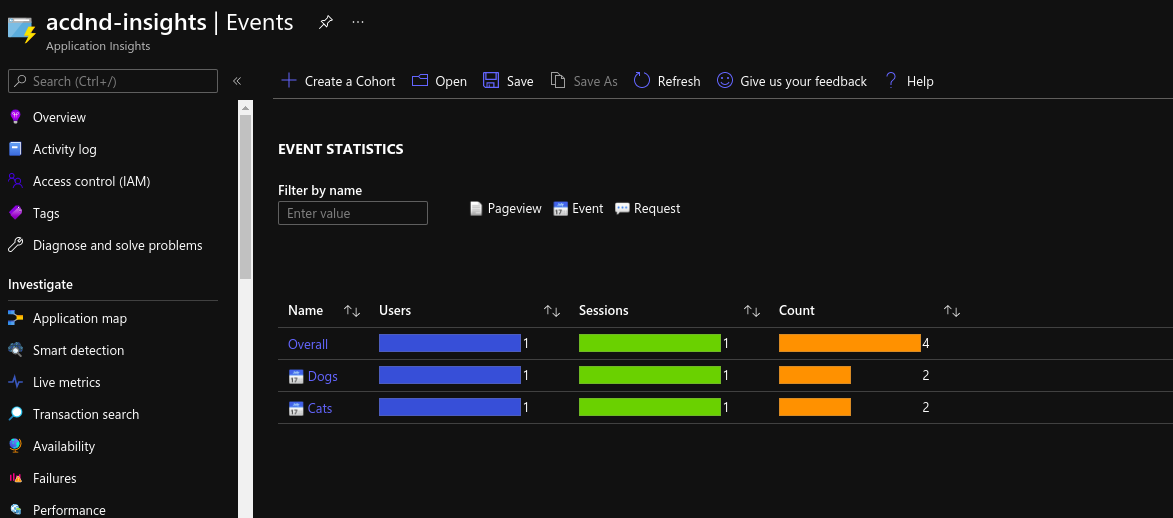 acdnd-insights | Events
Application Insights
Search (Ctrl+/)
Overview
Activity log
Access control (IAM)
Tags
Diagnose and solve problems
Investigate
Application map
Smart detection
Live metrics
Transaction search
Availability
Failures
Performance
Create a Cohort Open Save Save As Refresh Give us your feedback Help
EVENT STATISTICS
Filter by name
Enter value
Pageview Event Request
Name Users Sessions Count
Overall 1 1 4
Dogs 1 1 2
Cats 1 1 2